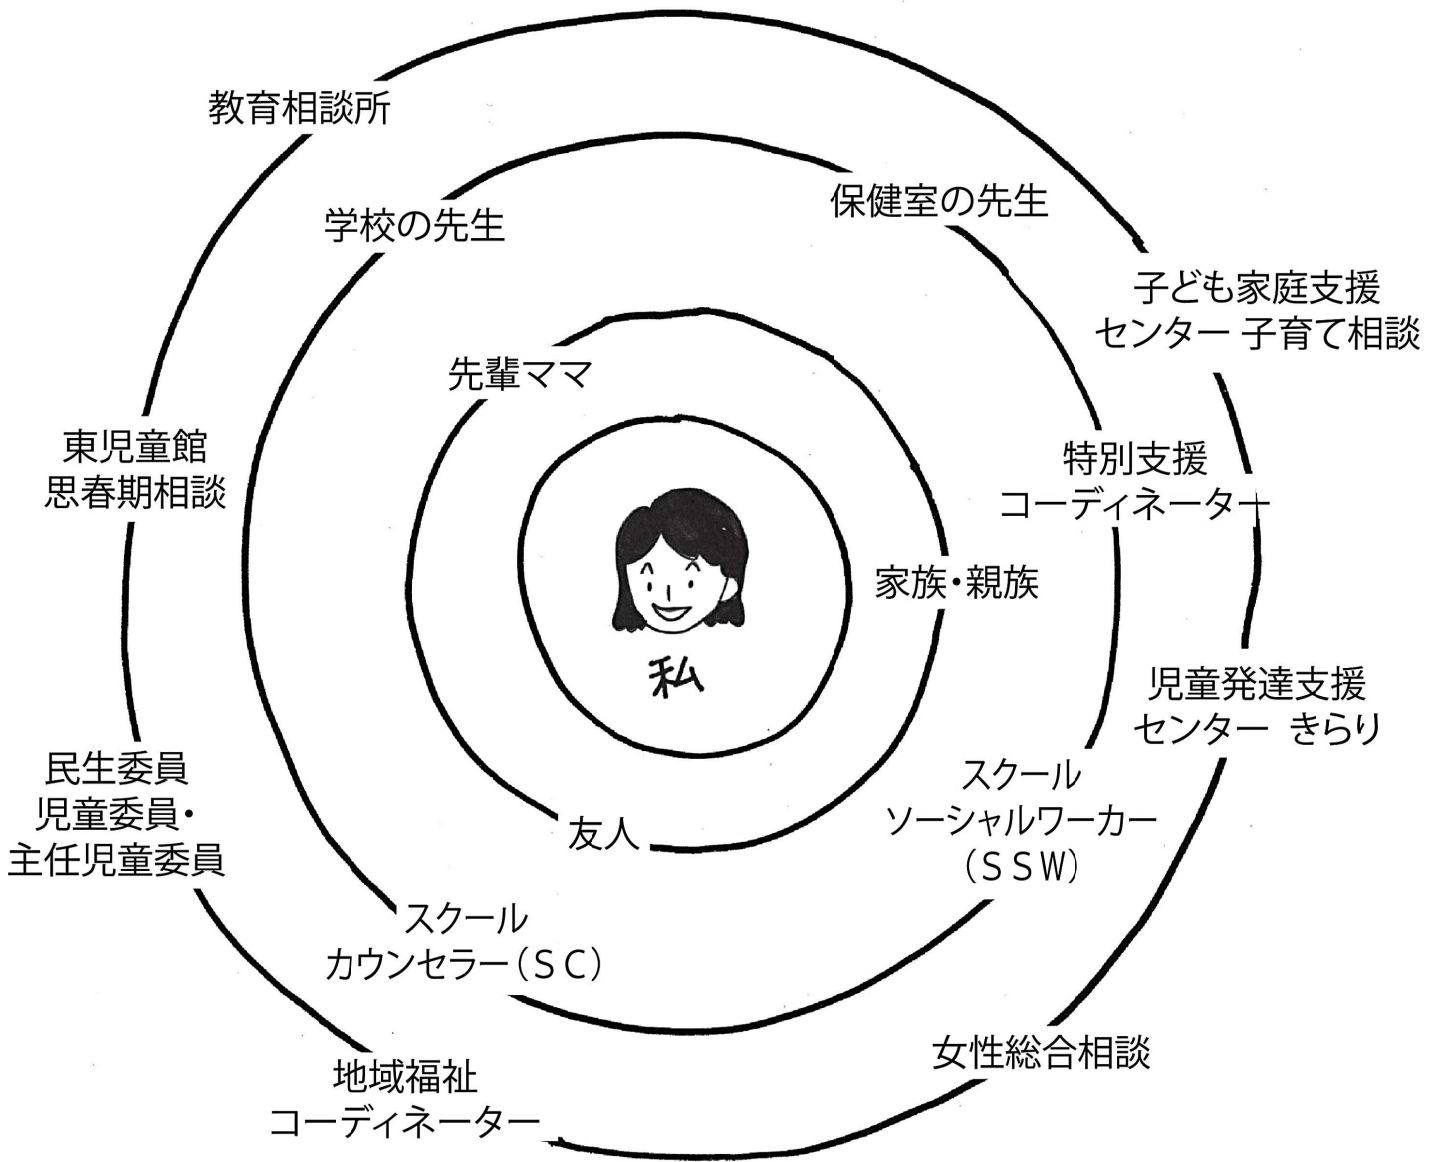 教育相談所
学校の先生
保健室の先生
子ども家庭支援
センター 子育て相談
先輩ママ
東児童館
思春期相談
特別支援
コーディネーター
家族・親族
私
児童発達支援
センター きらり
民生委員
児童委員・
主任児童委員
スクール
ソーシャルワーカー
（ＳＳＷ）
友人
スクール
カウンセラー（ＳＣ）
女性総合相談
地域福祉
コーディネーター